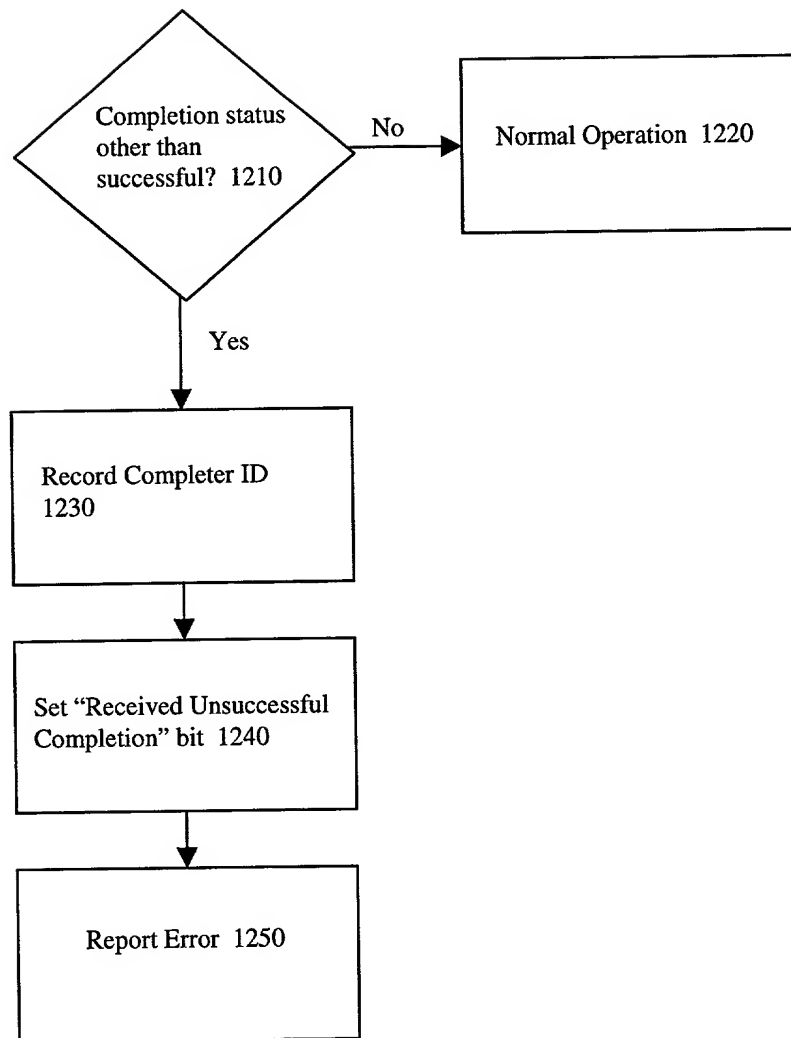 Completion status
other than
successful? 1210
No
Normal Operation 1220
Yes
Record Completer ID
1230
Set “Received Unsuccessful
Completion” bit 1240
Report Error 1250